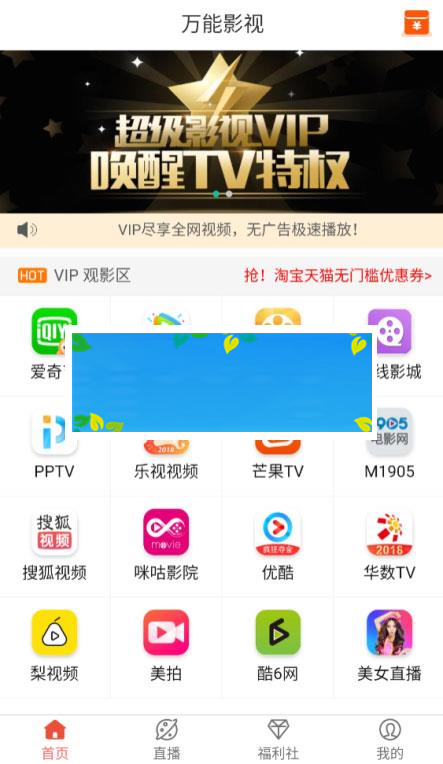 万能影视
超级影视VIP
唤醒TV特权
VIP尽享全网视频，无广告极速播放！
HOT VIP 观影区 抢！淘宝天猫无门槛优惠券>
iQIY
爱奇 线影城
1905
电影网
2018
PPTV 乐视视频 芒果TV M1905
搜狐
视频
movie
疯狂夺金
2018
搜狐视频 咪咕影院 优酷 华数TV
梨视频 美拍 酷6网 美女直播
首页 直播 福利社 我的